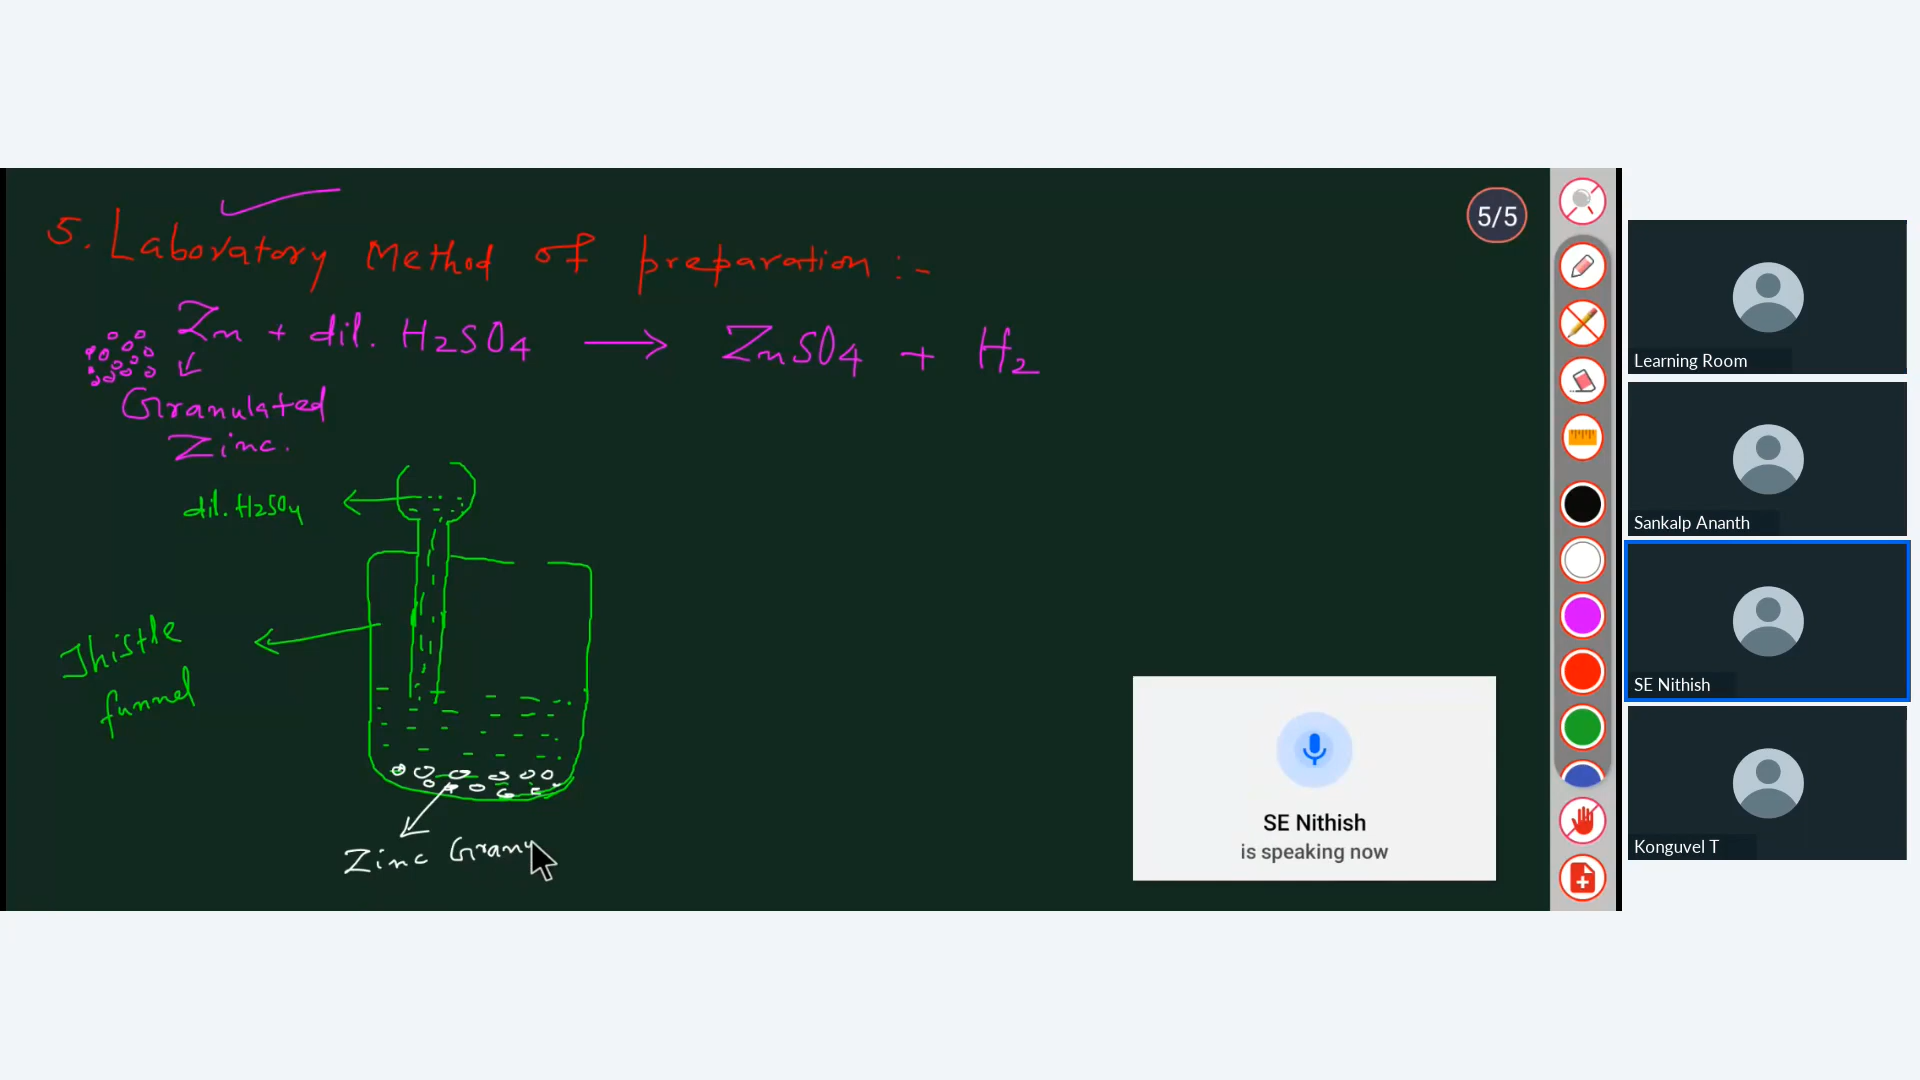 5. Laboratory Method of preparation :-
5/5
Zn + dil. H2SO4 → ZnSO4 + H2
Granulated
Zinc.
dil. H2SO4
Thistle
funnel
Zinc Granu
SE Nithish
is speaking now
Learning Room
Sankalp Ananth
SE Nithish
Konguvel T